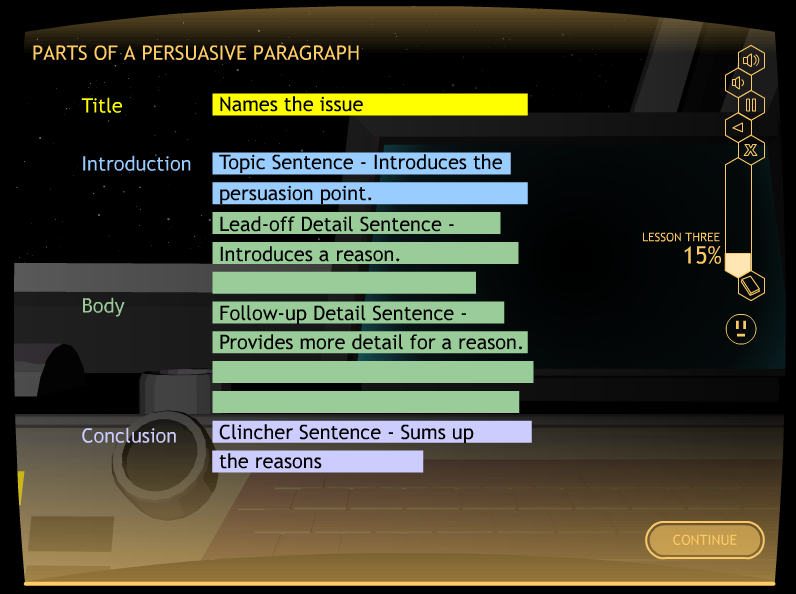 PARTS OF A PERSUASIVE PARAGRAPH
Title
Names the issue
Introduction
Topic Sentence - Introduces the
persuasion point.
Lead-off Detail Sentence -
Introduces a reason.
LESSON THREE
15%
Body
Follow-up Detail Sentence -
Provides more detail for a reason.
Conclusion
Clincher Sentence - Sums up
the reasons
CONTINUE